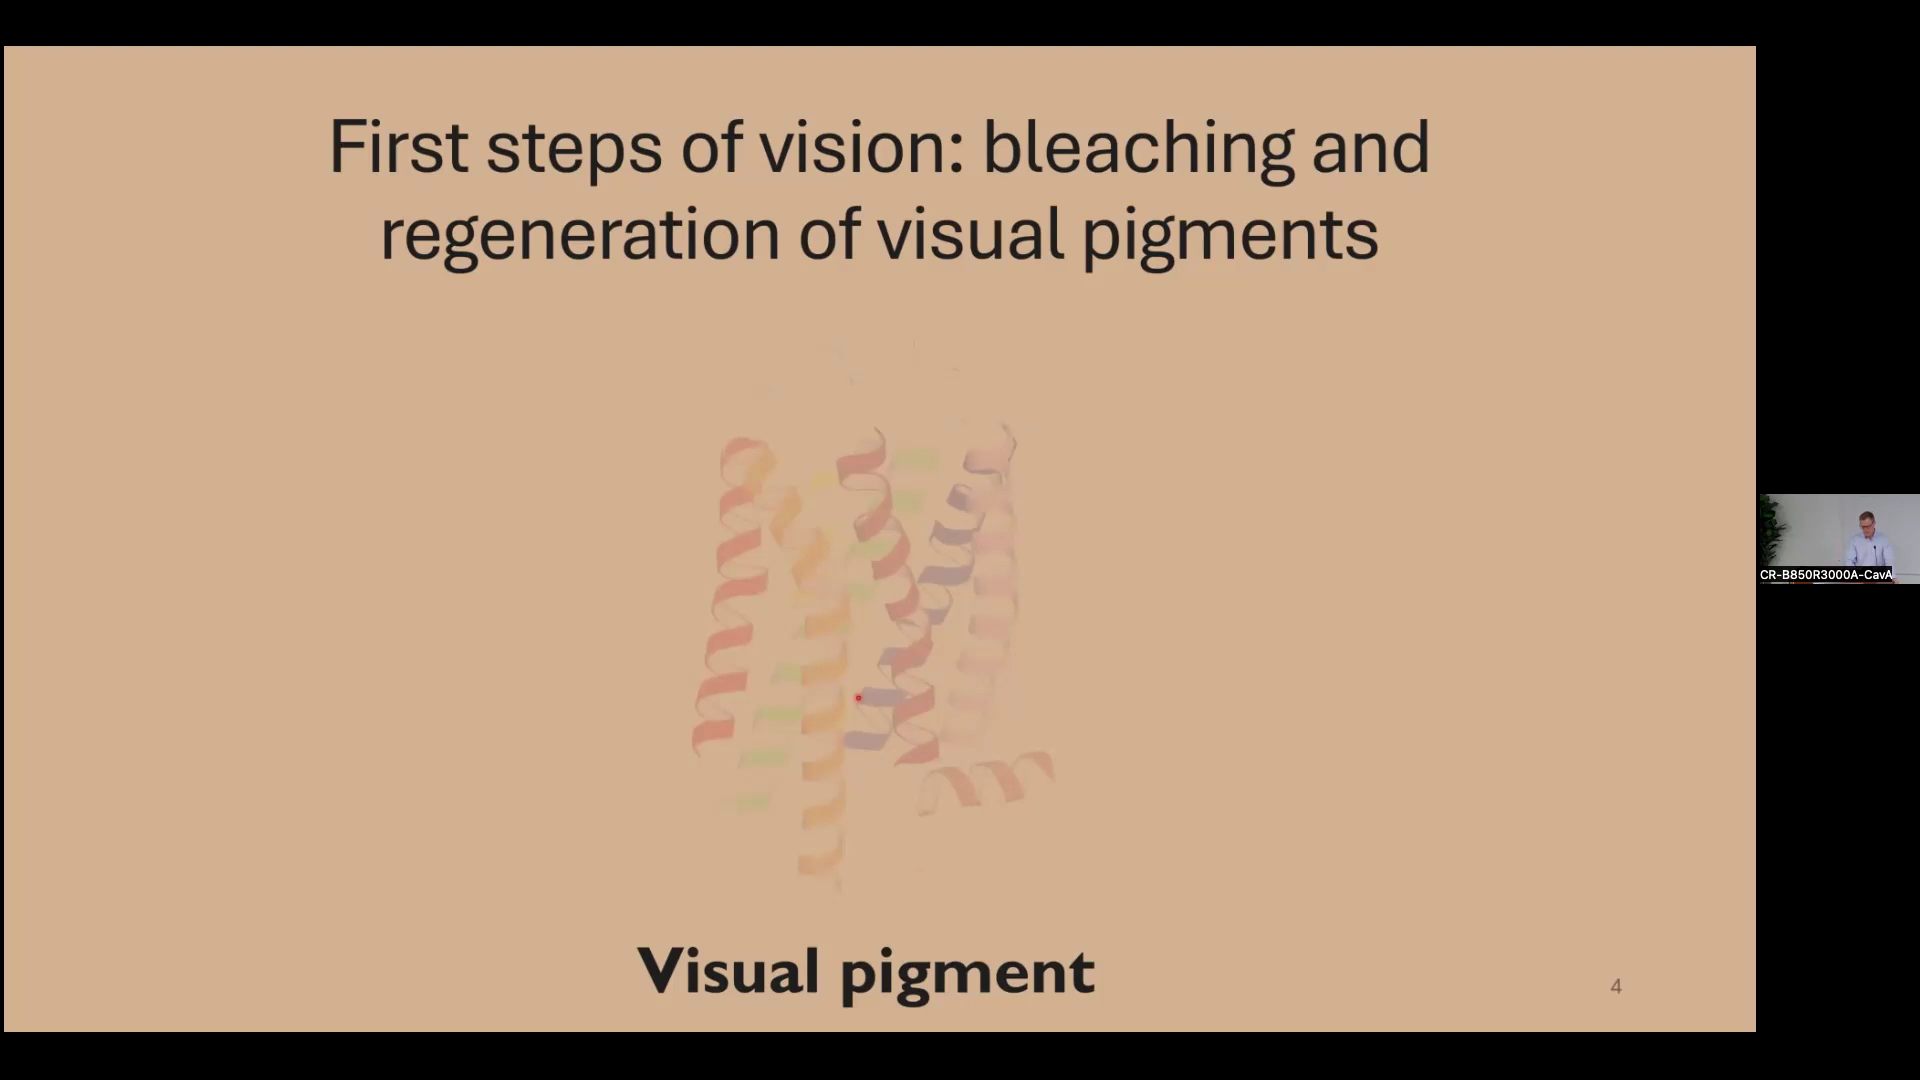 First steps of vision: bleaching and
regeneration of visual pigments
Visual pigment
4
CR-B850R3000A-CavA